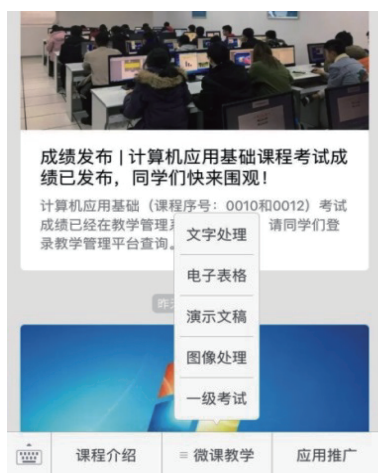 成绩发布 | 计算机应用基础课程考试成
绩已发布，同学们快来围观！
计算机应用基础（课程序号：0010和0012）考试
成绩已经在教学管理
请同学们登
录教学管理平台查询。
昨天
文字处理
电子表格
演示文稿
图像处理
一级考试
课程介绍
≡ 微课教学
应用推广